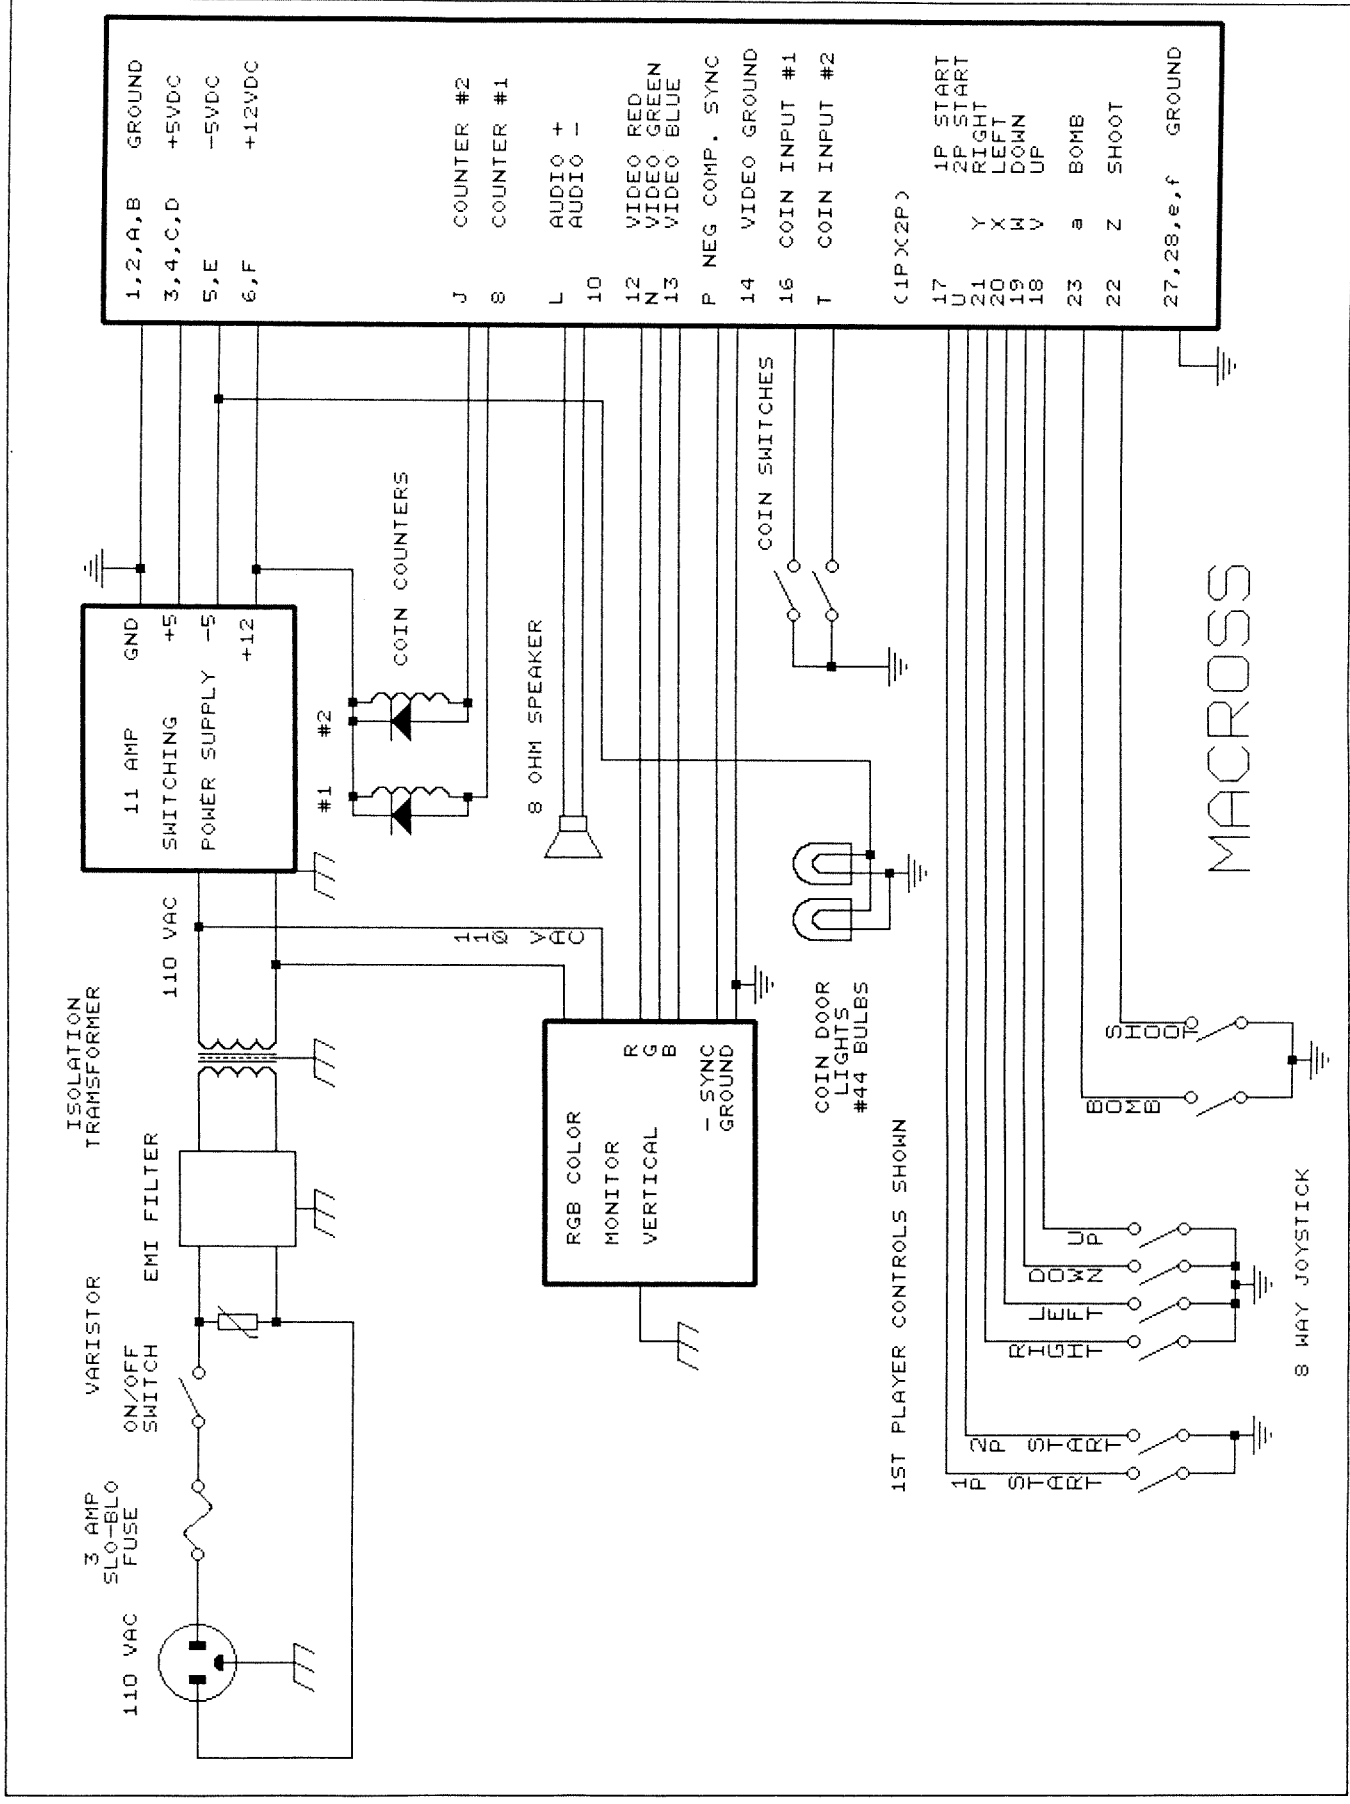 110 VAC
3 AMP
SLO-BLO
FUSE
ON/OFF
SWITCH
VARISTOR
EMI FILTER
ISOLATION
TRAMSFORMER
110 VAC
11 AMP
SWITCHING
POWER SUPPLY
GND
+5
-5
+12
#1
#2
COIN COUNTERS
8 OHM SPEAKER
110 VAC
RGB COLOR
MONITOR
VERTICAL
R
G
B
- SYNC
GROUND
COIN DOOR
LIGHTS
#44 BULBS
COIN SWITCHES
1,2,A,B GROUND
3,4,C,D +5VDC
5,E -5VDC
6,F +12VDC
J COUNTER #2
8 COUNTER #1
L AUDIO +
10 AUDIO -
12 VIDEO RED
N VIDEO GREEN
13 VIDEO BLUE
P NEG COMP. SYNC
14 VIDEO GROUND
16 COIN INPUT #1
T COIN INPUT #2
(1P)(2P)
17 1P START
U 2P START
21 Y RIGHT
20 X LEFT
19 W DOWN
18 V UP
23 a BOMB
22 Z SHOOT
27,28,e,f GROUND
1ST PLAYER CONTROLS SHOWN
1P START
2P START
RIGHT
LEFT
DOWN
UP
BOMB
SHOOT
8 WAY JOYSTICK
MACROSS